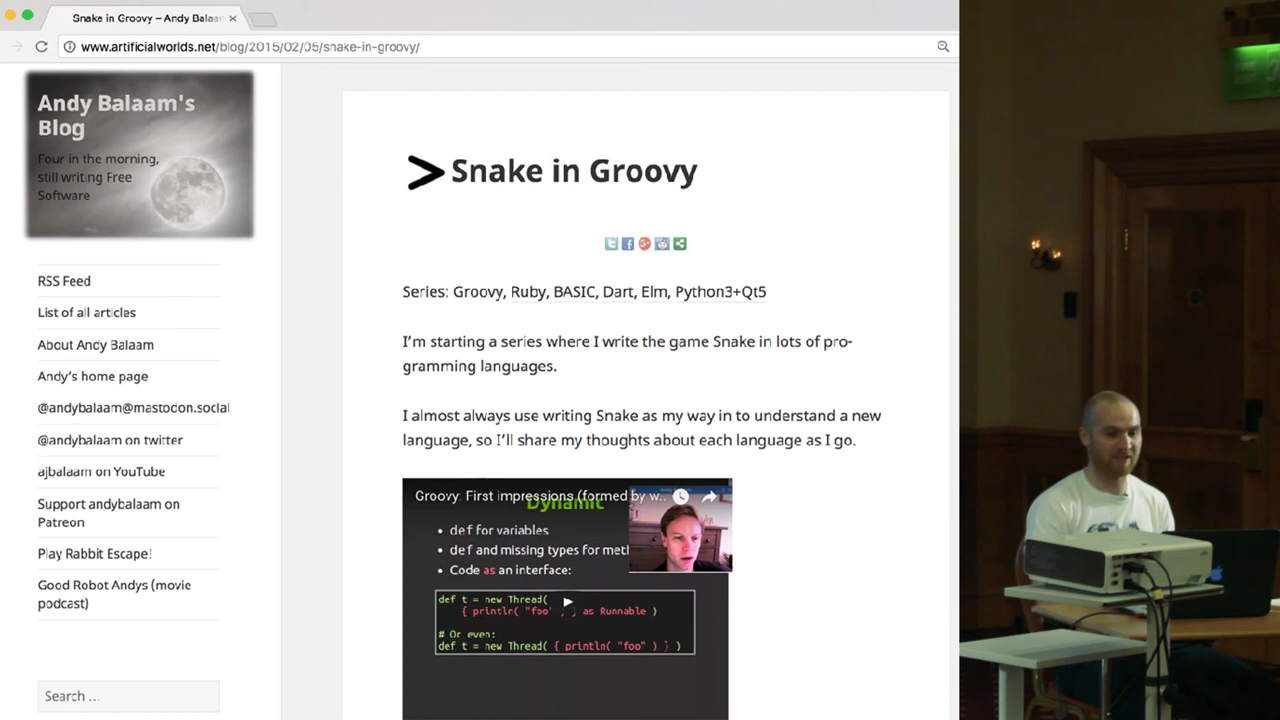 Snake in Groovy – Andy Balaam
www.artificialworlds.net/blog/2015/02/05/snake-in-groovy/
Andy Balaam's
Blog
Four in the morning,
still writing Free
Software
RSS Feed
List of all articles
About Andy Balaam
Andy's home page
@andybalaam@mastodon.social
@andybalaam on twitter
ajbalaam on YouTube
Support andybalaam on
Patreon
Play Rabbit Escape!
Good Robot Andys (movie
podcast)
Search ...
> Snake in Groovy
Series: Groovy, Ruby, BASIC, Dart, Elm, Python3+Qt5
I'm starting a series where I write the game Snake in lots of pro-
gramming languages.
I almost always use writing Snake as my way in to understand a new
language, so I'll share my thoughts about each language as I go.
Groovy: First impressions (formed by w...
Dynamic
• def for variables
• def and missing types for meth
• Code as an interface:
def t = new Thread(
{ println( "foo" ) } as Runnable )
# Or even:
def t = new Thread( { println( "foo" ) } )